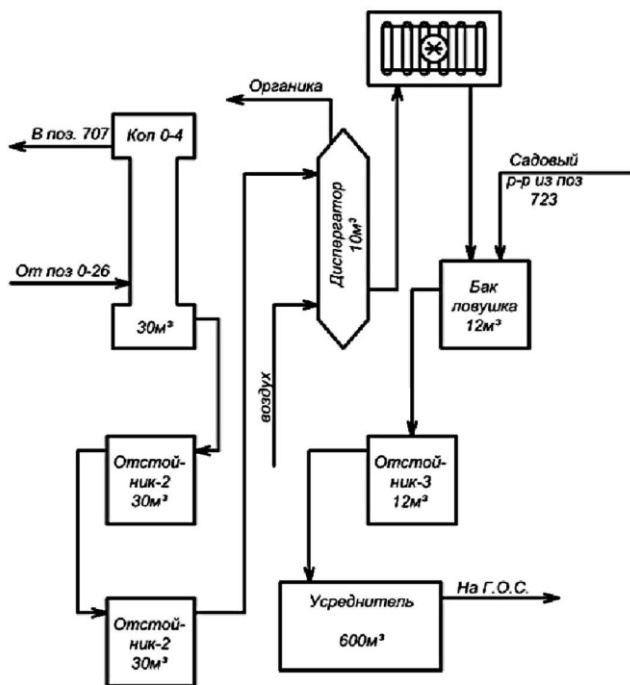 Органика
В поз. 707
Кол 0-4
Садовый
р-р из поз
723
Диспергатор
10м³
От поз 0-26
30м³
Бак
ловушка
12м³
воздух
Отстой-
ник-2
30м³
Отстой-
ник-3
12м³
Усреднитель
600м³
На Г.О.С.
Отстой-
ник-2
30м³